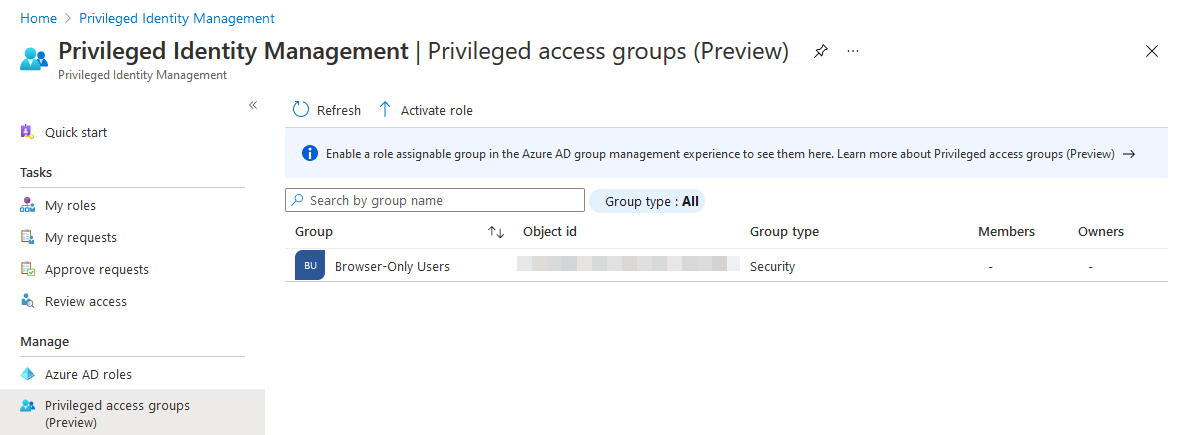 Home > Privileged Identity Management
Privileged Identity Management | Privileged access groups (Preview)
Privileged Identity Management
Quick start
Tasks
My roles
My requests
Approve requests
Review access
Manage
Azure AD roles
Privileged access groups
(Preview)
Refresh Activate role
Enable a role assignable group in the Azure AD group management experience to see them here. Learn more about Privileged access groups (Preview) →
Search by group name Group type : All
Group Object id Group type Members Owners
BU Browser-Only Users Security - -